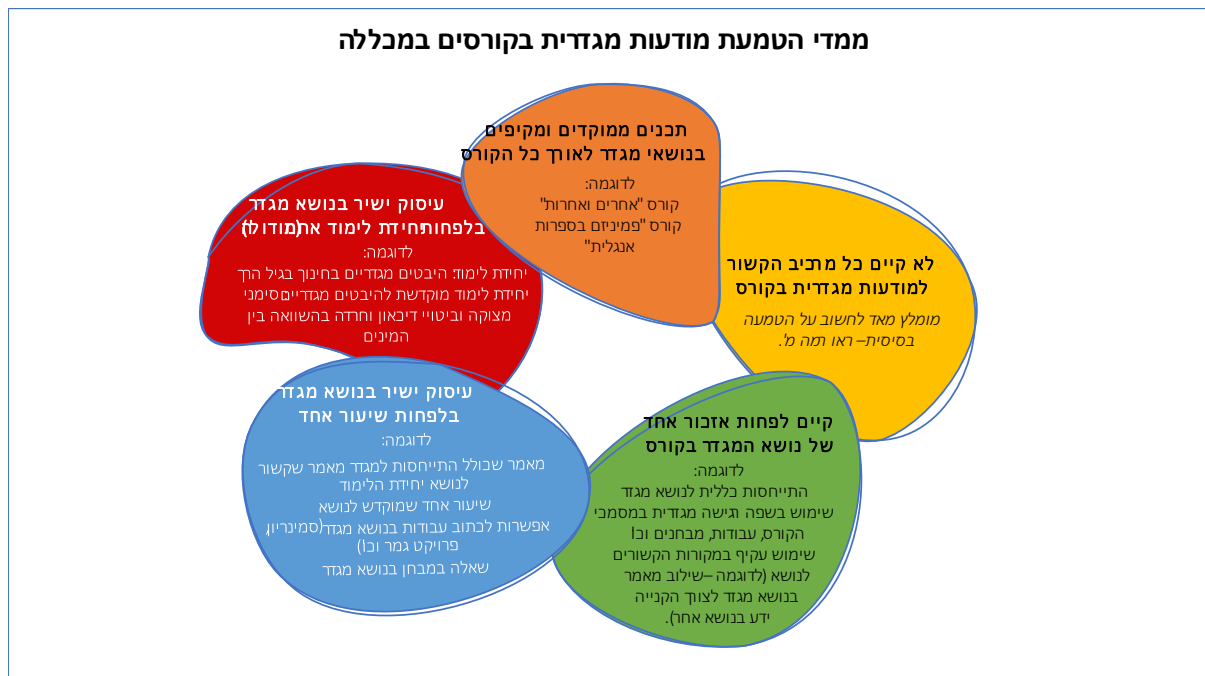 ממדי הטמעת מודעות מגדרית בקורסים במכללה
תכנים ממוקדים ומקיפים
בנושאי מגדר לאורך כל הקורס
לדוגמה:
קורס "אחרים ואחרות"
קורס "פמיניזם בספרות
אנגלית"
לא קיים כל מרכיב הקשור
למודעות מגדרית בקורס
מומלץ מאד לחשוב על הטמעה
בסיסית– ראו
קיים לפחות אזכור אחד
של נושא המגדר בקורס
לדוגמה:
התייחסות כללית לנושא מגדר
שימוש בשפה וגישה מגדרית במסמכי
הקורס, עבודות, מבחנים וכו'
שימוש עקיף במקורות הקשורים
לנושא (לדוגמה –שילוב מאמר
בנושא מגדר לצורך הקנייה
ידע בנושא אחר).
עיסוק ישיר בנושא מגדר
בלפחות שיעור אחד
לדוגמה:
מאמר שכולל התייחסות למגדר מאמר שקשור
לנושא יחידת הלימוד
שיעור אחד שמוקדש לנושא
אפשרות לכתוב עבודות בנושא מגדר (סמינריון,
פרויקט גמר וכו')
שאלה במבחן בנושא מגדר
עיסוק ישיר בנושא מגדר
בלפחות יחידת לימוד אחת (מודולה)
לדוגמה:
יחידת לימוד: היבטים מגדריים בחינוך בגיל הרך
יחידת לימוד מוקדשת להיבטים מגדריים בסימני
מצוקה וביטויי דיכאון וחרדה בהשוואה בין
המינים